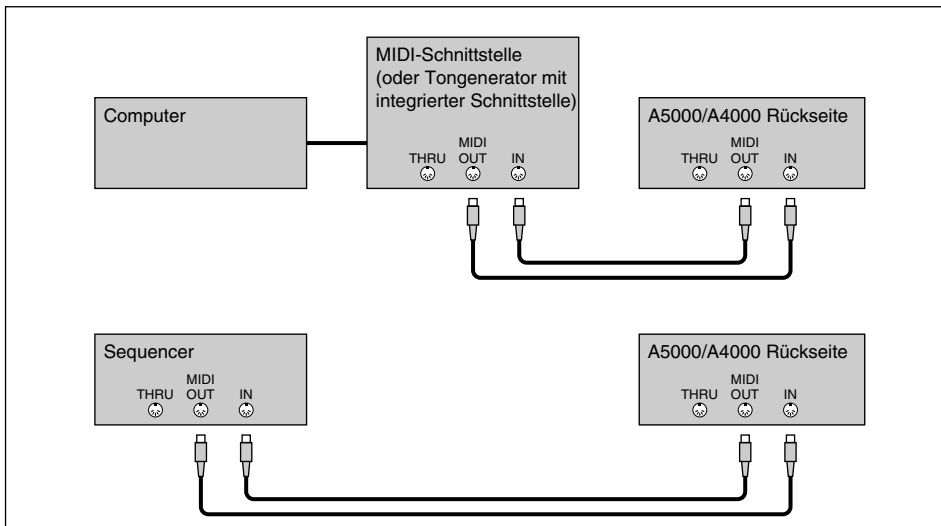 MIDI-Schnittstelle
(oder Tongenerator mit
integrierter Schnittstelle)
Computer
A5000/A4000 Rückseite
MIDI
THRU OUT IN
MIDI
THRU OUT IN
Sequencer
A5000/A4000 Rückseite
MIDI
THRU OUT IN
MIDI
THRU OUT IN